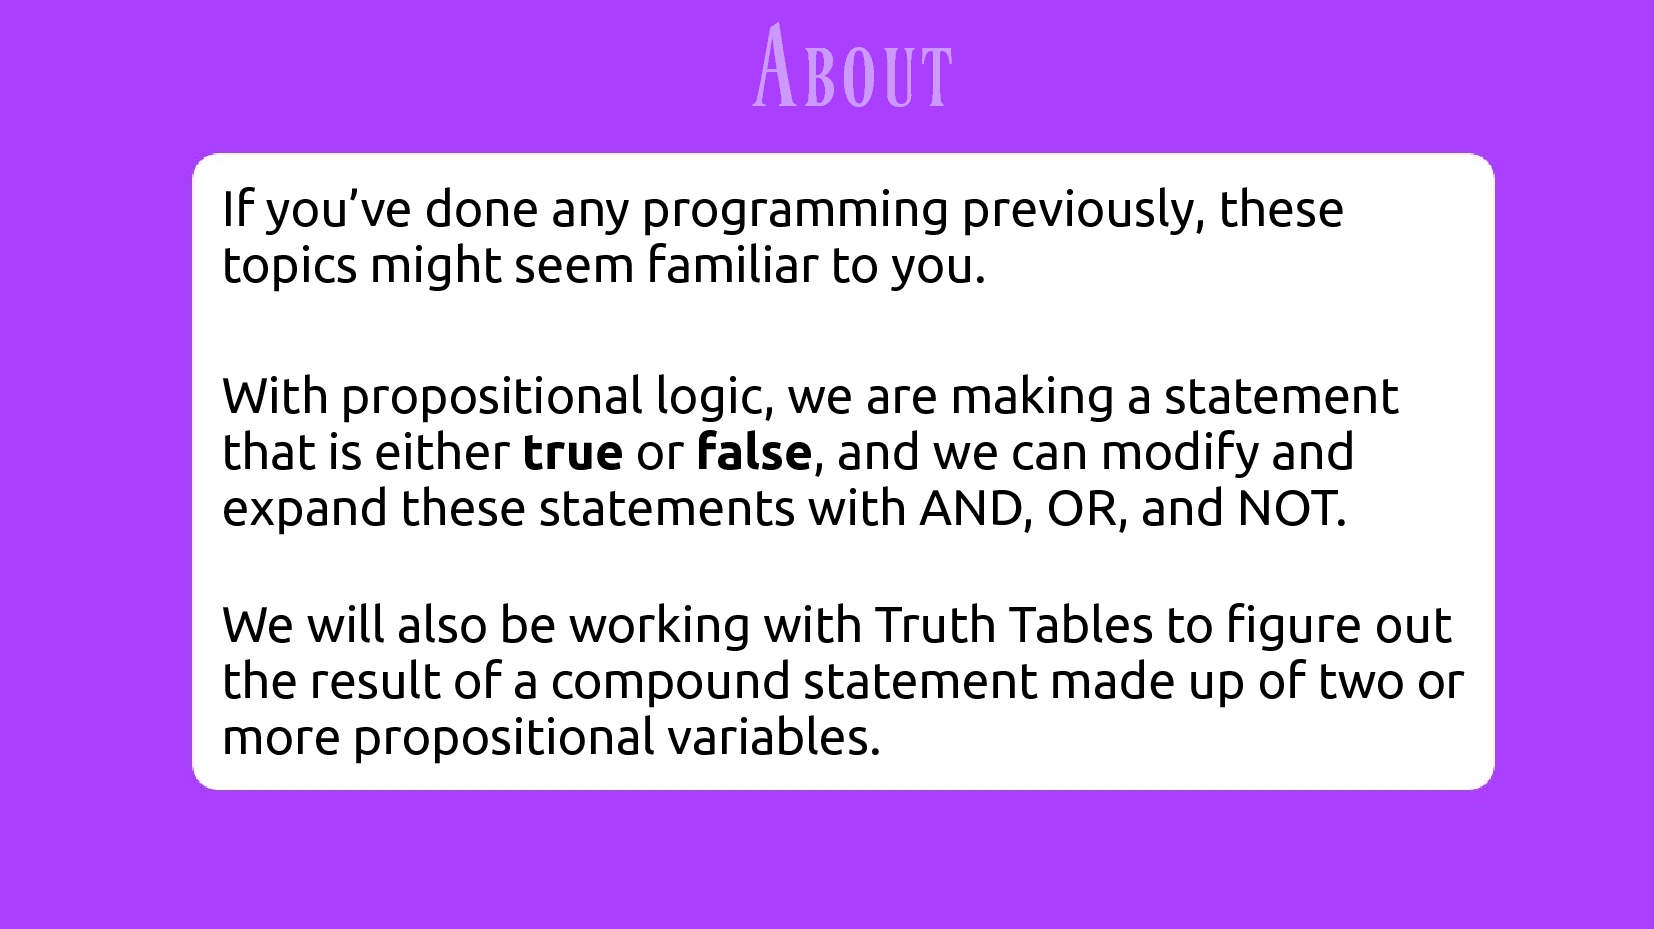 About
If you’ve done any programming previously, these
topics might seem familiar to you.
With propositional logic, we are making a statement
that is either true or false, and we can modify and
expand these statements with AND, OR, and NOT.
We will also be working with Truth Tables to figure out
the result of a compound statement made up of two or
more propositional variables.